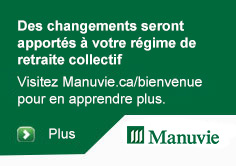 Des changements seront
apportés à votre régime de
retraite collectif
Visitez Manuvie.ca/bienvenue
pour en apprendre plus.
Plus
Manuvie